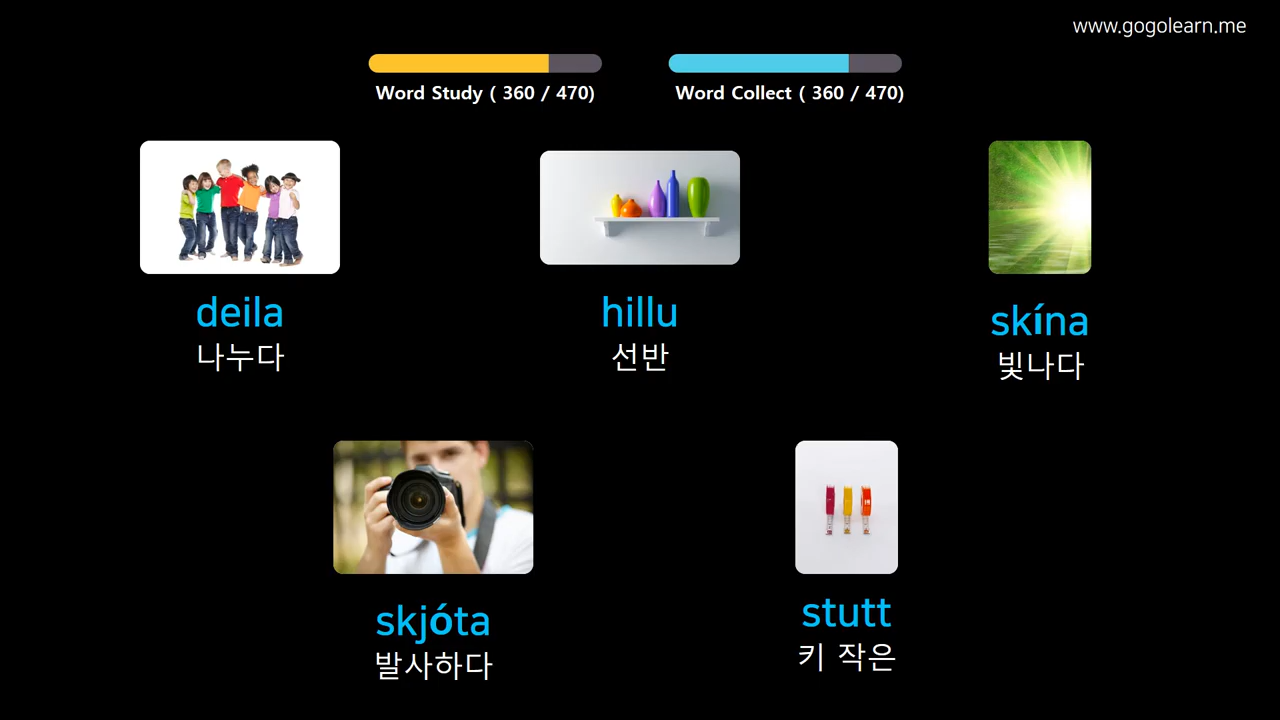 www.gogolearn.me
Word Study ( 360 / 470)
Word Collect ( 360 / 470)
deila
나누다
hillu
선반
skína
빛나다
skjóta
발사하다
stutt
키 작은